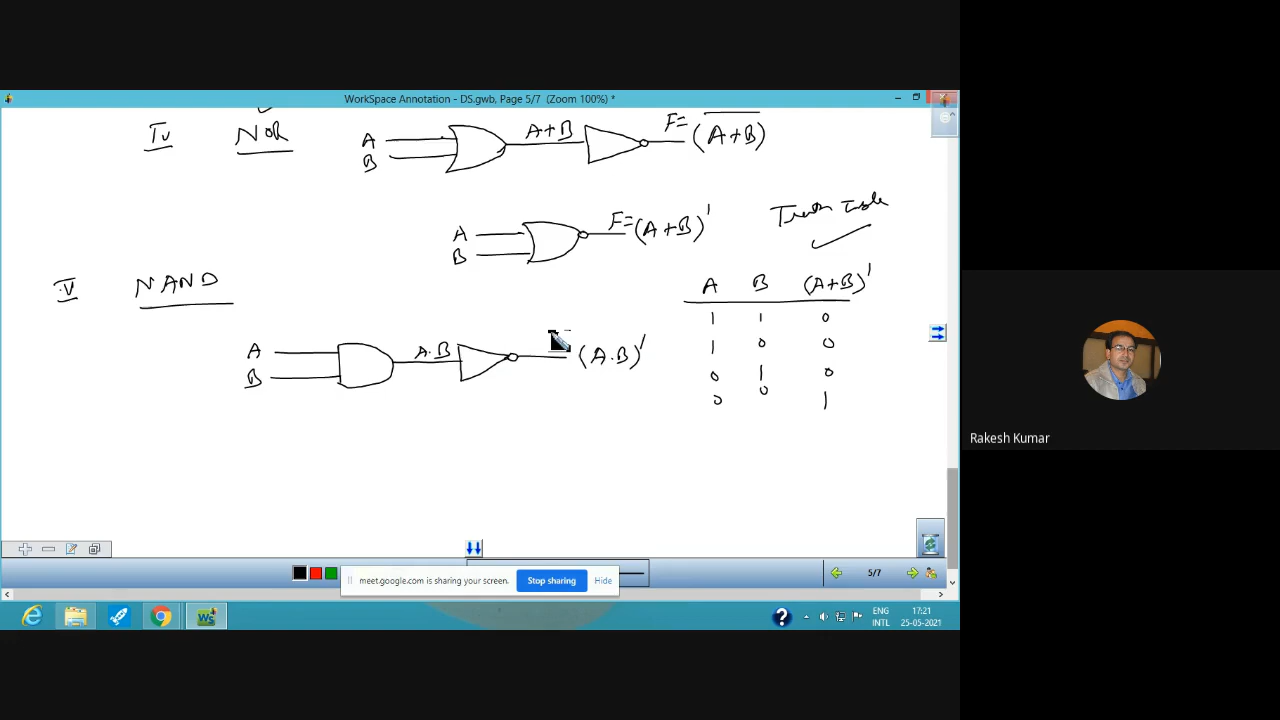 WorkSpace Annotation - DS.gwb, Page 5/7 (Zoom 100%) *
IV NOR A B A+B F= (A+B)
A B F=(A+B)'
Truth Table
V NAND
A B (A+B)'
1 1 0
1 0 0
0 1 0
0 0 1
A B A.B (A.B)'
Rakesh Kumar
5/7
meet.google.com is sharing your screen. Stop sharing Hide
ENG 17:21
INTL 25-05-2021